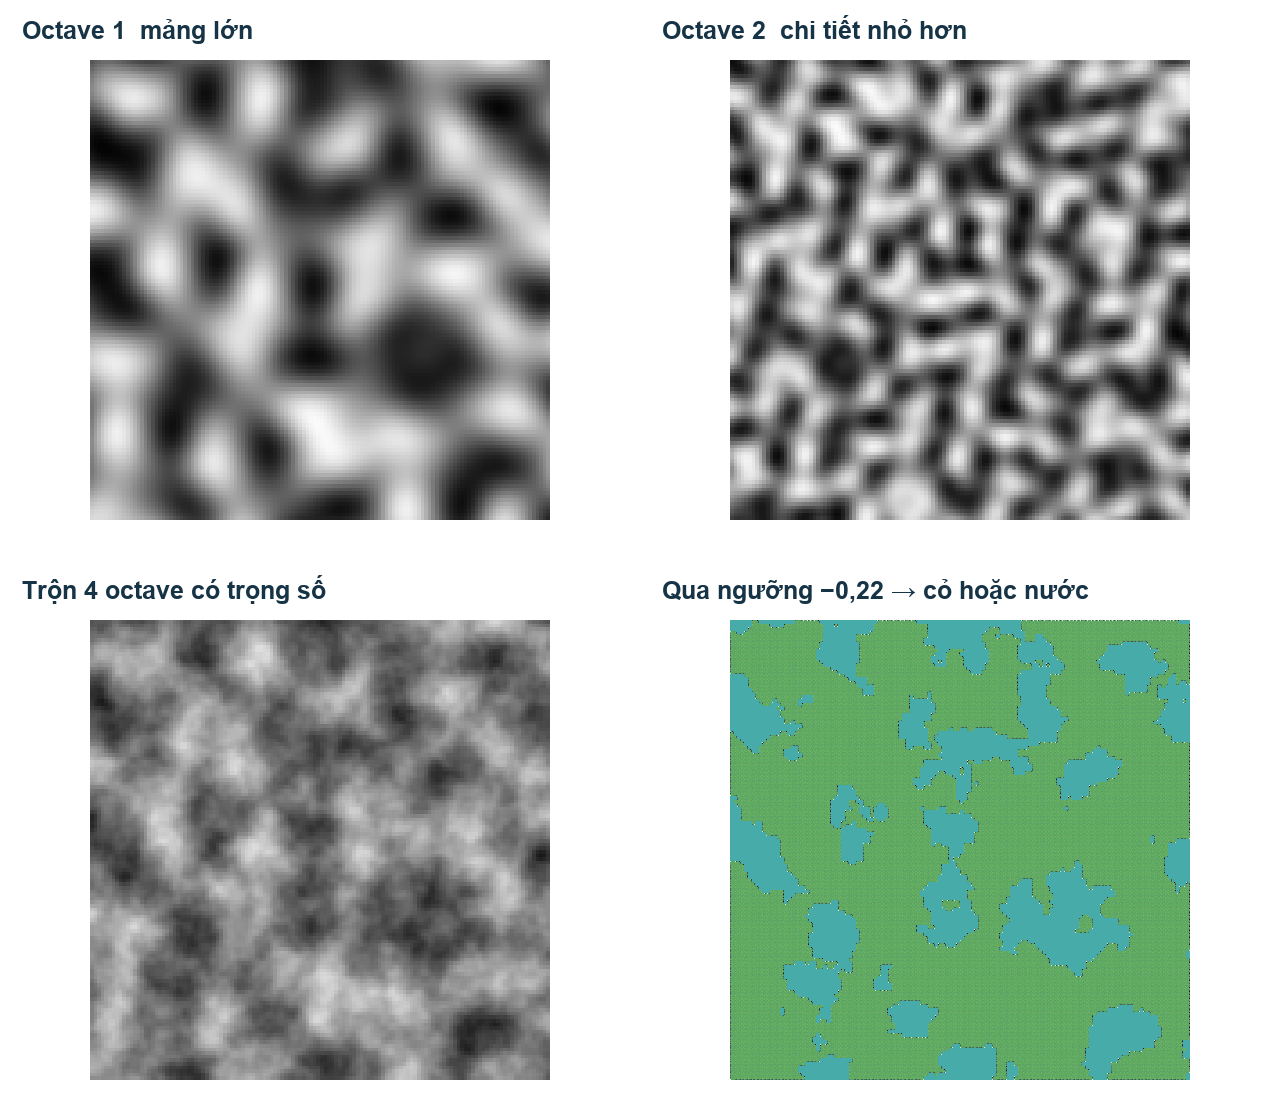 Octave 1  mảng lớn
Octave 2  chi tiết nhỏ hơn
Trộn 4 octave có trọng số
Qua ngưỡng −0,22 → cỏ hoặc nước